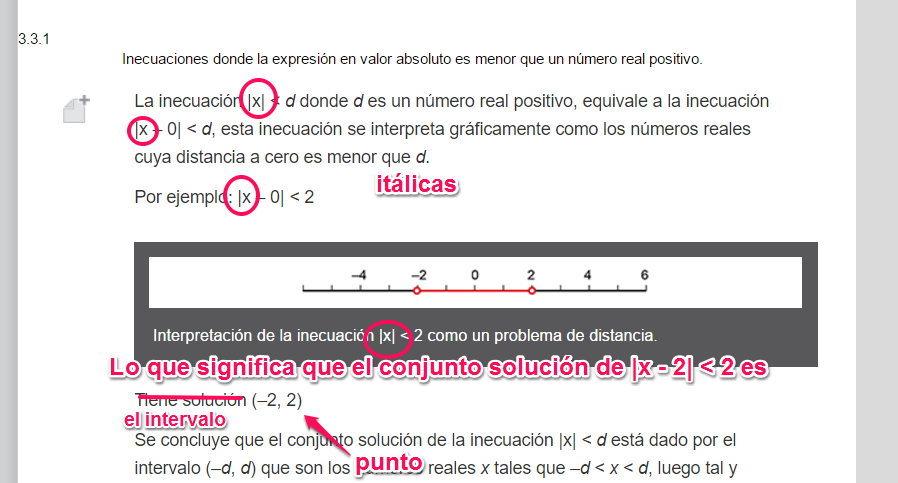 3.3.1
Inecuaciones donde la expresión en valor absoluto es menor que un número real positivo.
La inecuación |x| < d donde d es un número real positivo, equivale a la inecuación
|x – 0| < d, esta inecuación se interpreta gráficamente como los números reales
cuya distancia a cero es menor que d.
itálicas
Por ejemplo: |x – 0| < 2
–4 –2 0 2 4 6
Interpretación de la inecuación |x| < 2 como un problema de distancia.
Lo que significa que el conjunto solución de |x - 2| < 2 es
Tiene solución (–2, 2)
el intervalo
Se concluye que el conjunto solución de la inecuación |x| < d está dado por el
punto
intervalo (–d, d) que son los números reales x tales que –d < x < d, luego tal y